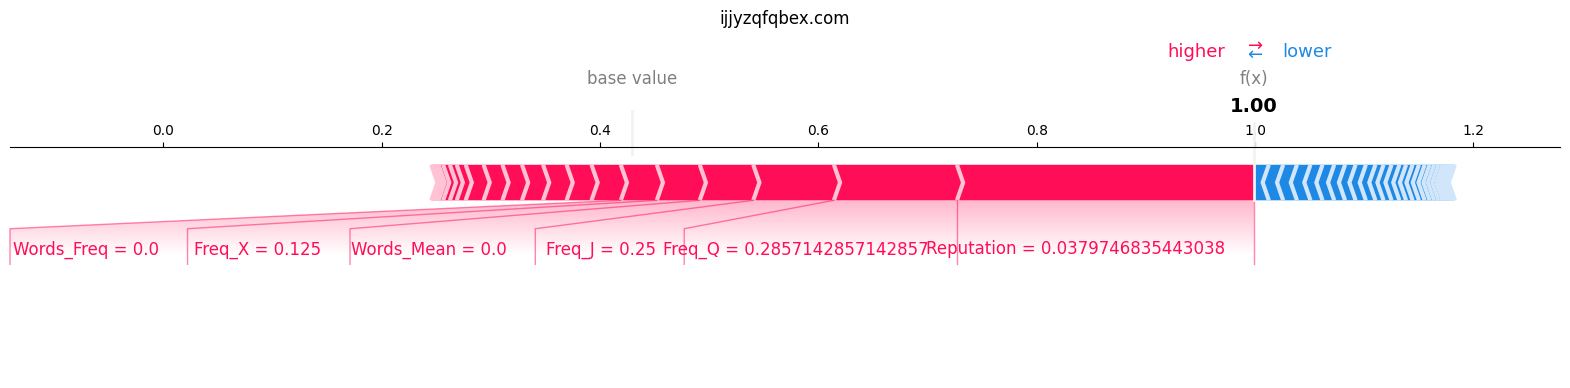 ijjyzqfqbex.com
higher ⇄ lower
base value
f(x)
1.00
0.0 0.2 0.4 0.6 0.8 1.0 1.2
Words_Freq = 0.0 Freq_X = 0.125 Words_Mean = 0.0 Freq_J = 0.25 Freq_Q = 0.2857142857142857 Reputation = 0.0379746835443038